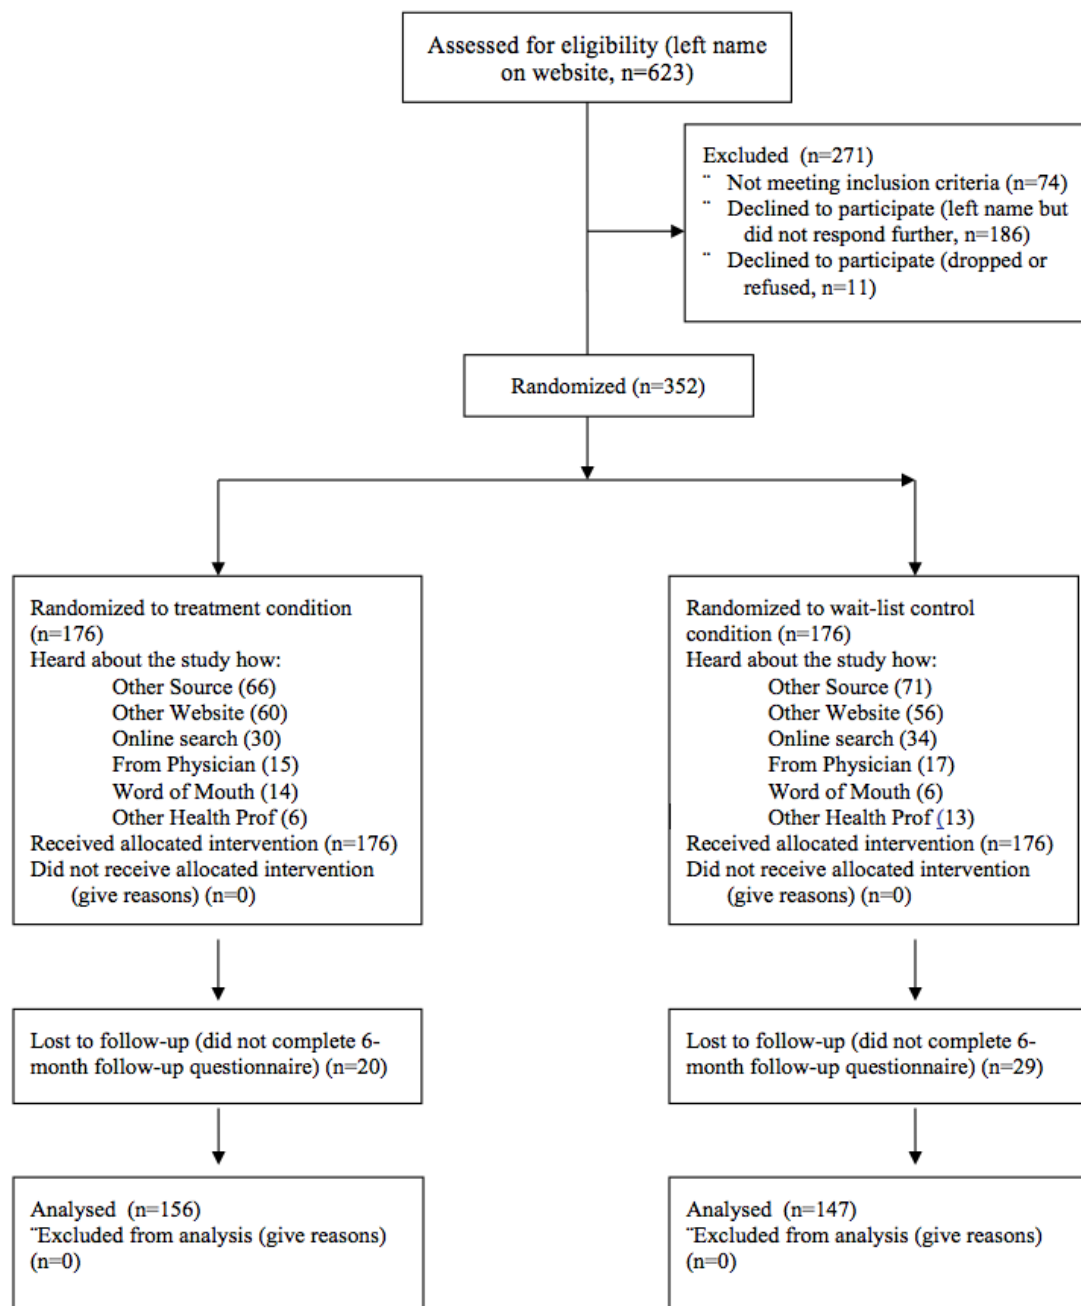 Assessed for eligibility (left name
on website, n=623)
Excluded  (n=271)
¨ Not meeting inclusion criteria (n=74)
¨ Declined to participate (left name but
did not respond further, n=186)
¨ Declined to participate (dropped or
refused, n=11)
Randomized (n=352)
Randomized to treatment condition
(n=176)
Heard about the study how:
Other Source (66)
Other Website (60)
Online search (30)
From Physician (15)
Word of Mouth (14)
Other Health Prof (6)
Received allocated intervention (n=176)
Did not receive allocated intervention
(give reasons) (n=0)
Randomized to wait-list control
condition (n=176)
Heard about the study how:
Other Source (71)
Other Website (56)
Online search (34)
From Physician (17)
Word of Mouth (6)
Other Health Prof (13)
Received allocated intervention (n=176)
Did not receive allocated intervention
(give reasons) (n=0)
Lost to follow-up (did not complete 6-
month follow-up questionnaire) (n=20)
Lost to follow-up (did not complete 6-
month follow-up questionnaire) (n=29)
Analysed  (n=156)
¨Excluded from analysis (give reasons)
(n=0)
Analysed  (n=147)
¨Excluded from analysis (give reasons)
(n=0)